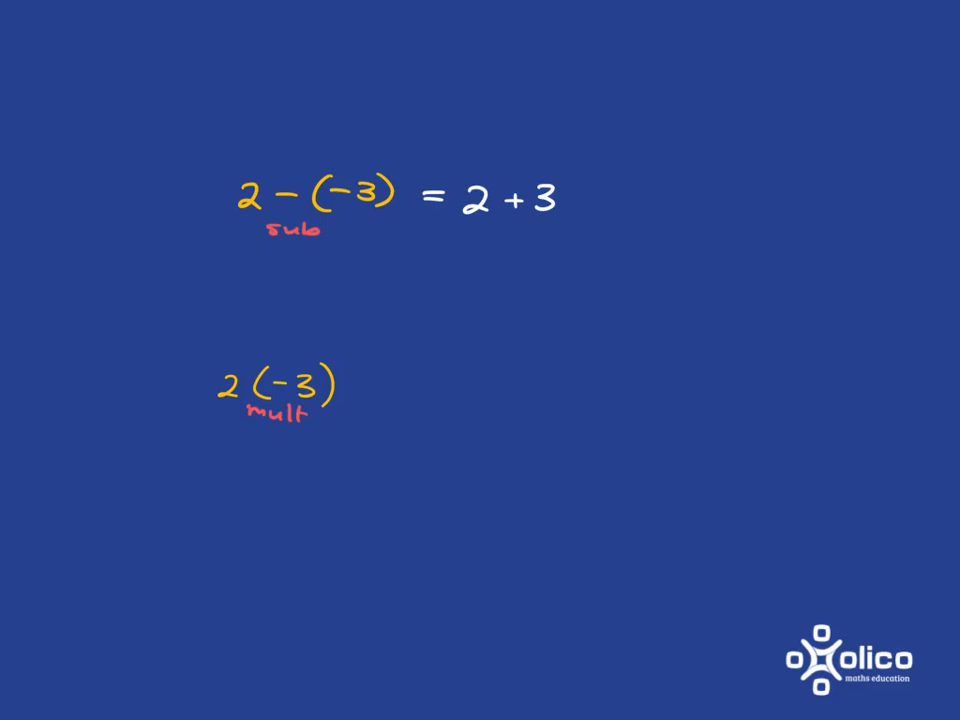 2 - (-3) = 2 + 3
sub
2 (-3)
mult
olico
maths education